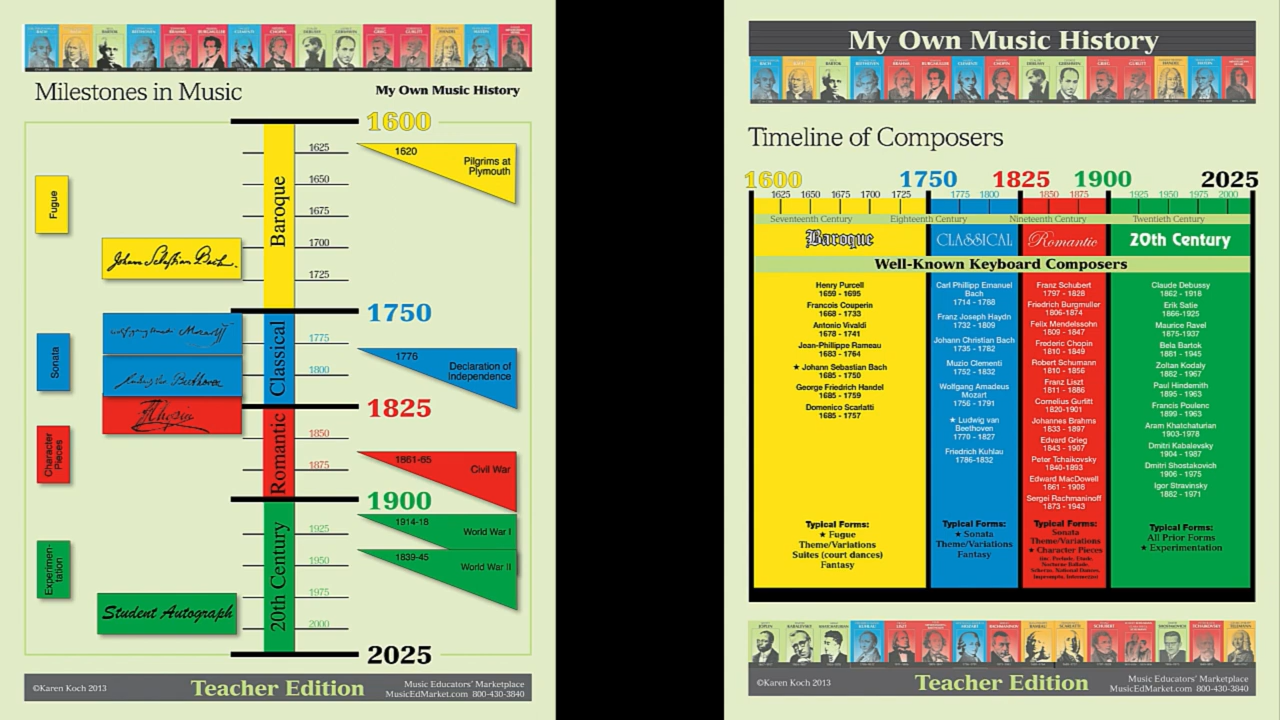 Milestones in Music
My Own Music History
1600
1625
1650
1675
1700
1725
1750
1775
1800
1825
1850
1875
1900
1925
1950
1975
2000
2025
Baroque
Classical
Romantic
20th Century
Fugue
Sonata
Character
Pieces
Experimen-
tation
Johann Sebastian Bach
Student Autograph
1620
Pilgrims at
Plymouth
1776
Declaration of
Independence
1861-65
Civil War
1914-18
World War I
1839-45
World War II
©Karen Koch 2013
Teacher Edition
Music Educators' Marketplace
MusicEdMarket.com 800-430-3840
My Own Music History
Timeline of Composers
1600 1750 1825 1900 2025
1625 1650 1675 1700 1725 1775 1800 1850 1875 1925 1950 1975 2000
Seventeenth Century Eighteenth Century Nineteenth Century Twentieth Century
Baroque CLASSICAL Romantic 20th Century
Well-Known Keyboard Composers
Henry Purcell
1659 - 1695
Francois Couperin
1668 - 1733
Antonio Vivaldi
1678 - 1741
Jean-Philippe Rameau
1683 - 1764
★ Johann Sebastian Bach
1685 - 1750
George Friedrich Handel
1685 - 1759
Domenico Scarlatti
1685 - 1757
Typical Forms:
★ Fugue
Theme/Variations
Suites (court dances)
Fantasy
Carl Philipp Emanuel
Bach
1714 - 1788
Franz Joseph Haydn
1732 - 1809
Johann Christian Bach
1735 - 1782
Muzio Clementi
1752 - 1832
Wolfgang Amadeus
Mozart
1756 - 1791
★ Ludwig van
Beethoven
1770 - 1827
Friedrich Kuhlau
1786-1832
Typical Forms:
★ Sonata
Theme/Variations
Fantasy
Franz Schubert
1797 - 1828
Friedrich Burgmuller
1806-1874
Felix Mendelssohn
1809 - 1847
Frederic Chopin
1810 - 1849
Robert Schumann
1810 - 1856
Franz Liszt
1811 - 1886
Cornelius Gurlitt
1820-1901
Johannes Brahms
1833 - 1897
Edvard Grieg
1843 - 1907
Peter Tchaikovsky
1840-1893
Edward MacDowell
1861 - 1908
Sergei Rachmaninoff
1873 - 1943
Typical Forms:
Sonata
Theme/Variations
★ Character Pieces
Claude Debussy
1862 - 1918
Erik Satie
1866-1925
Maurice Ravel
1875-1937
Bela Bartok
1881 - 1945
Zoltan Kodaly
1882 - 1967
Paul Hindemith
1895 - 1963
Francis Poulenc
1899 - 1963
Aram Khatchaturian
1903-1978
Dmitri Kabalevsky
1904 - 1987
Dmitri Shostakovich
1906 - 1975
Igor Stravinsky
1882 - 1971
Typical Forms:
All Prior Forms
★ Experimentation
©Karen Koch 2013
Teacher Edition
Music Educators' Marketplace
MusicEdMarket.com 800-430-3840